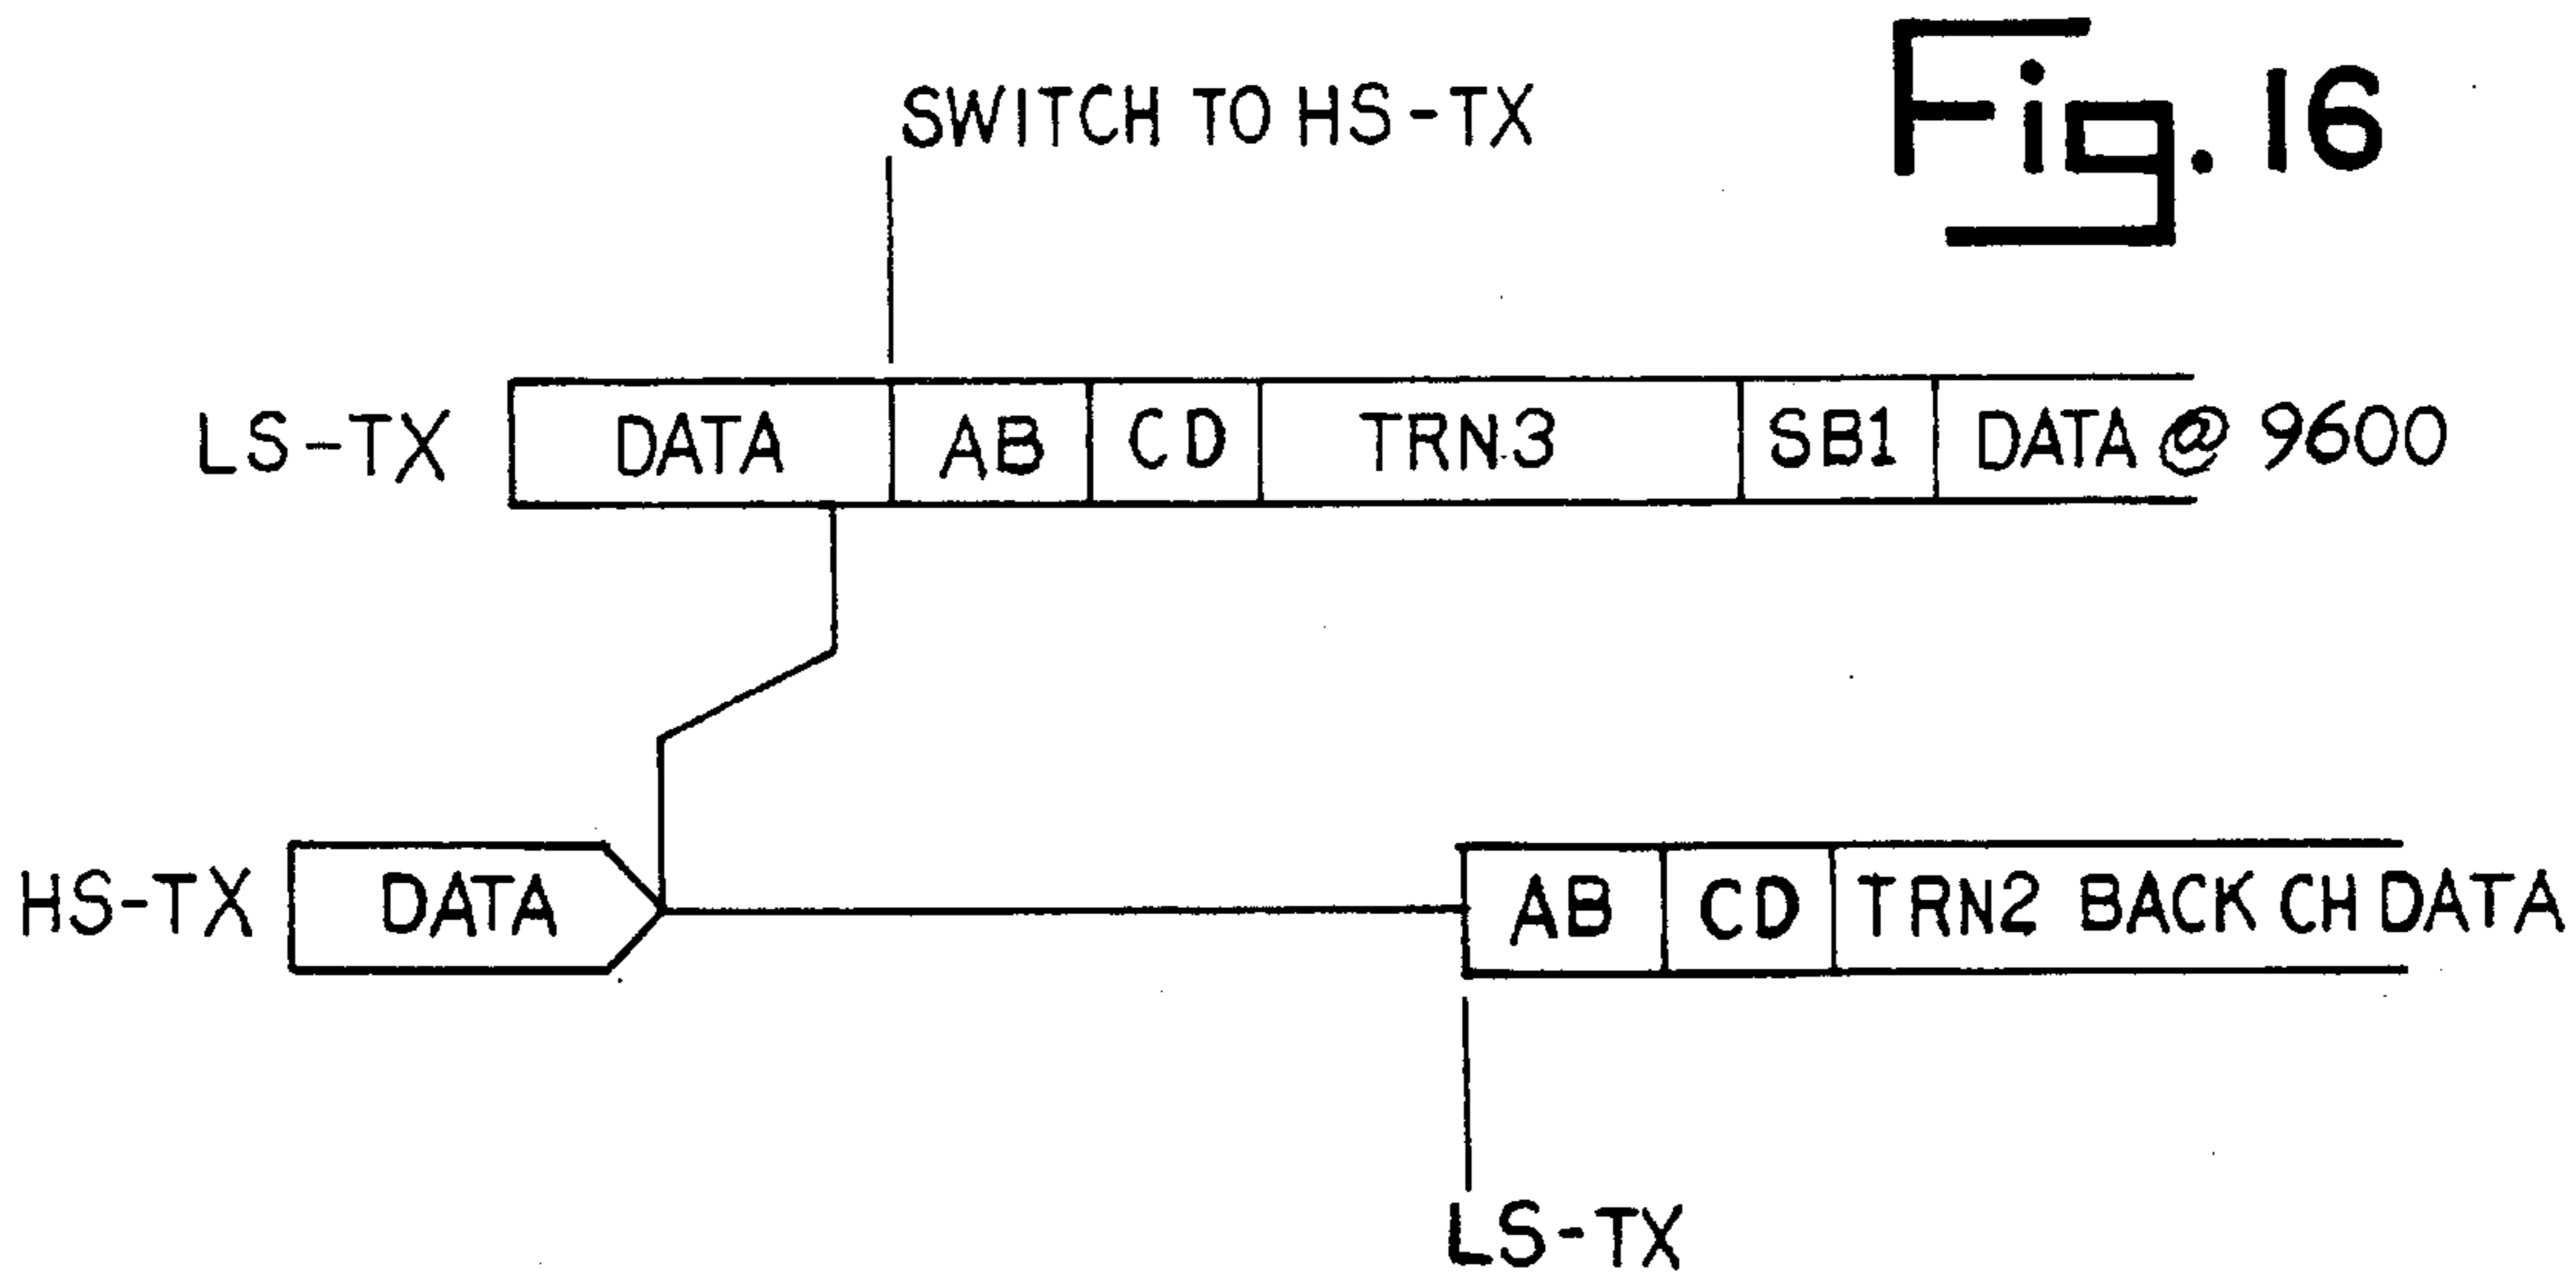 Fig. 16
SWITCH TO HS-TX
LS-TX DATA AB CD TRN3 SB1 DATA @ 9600
HS-TX DATA AB CD TRN2 BACK CH DATA
LS-TX